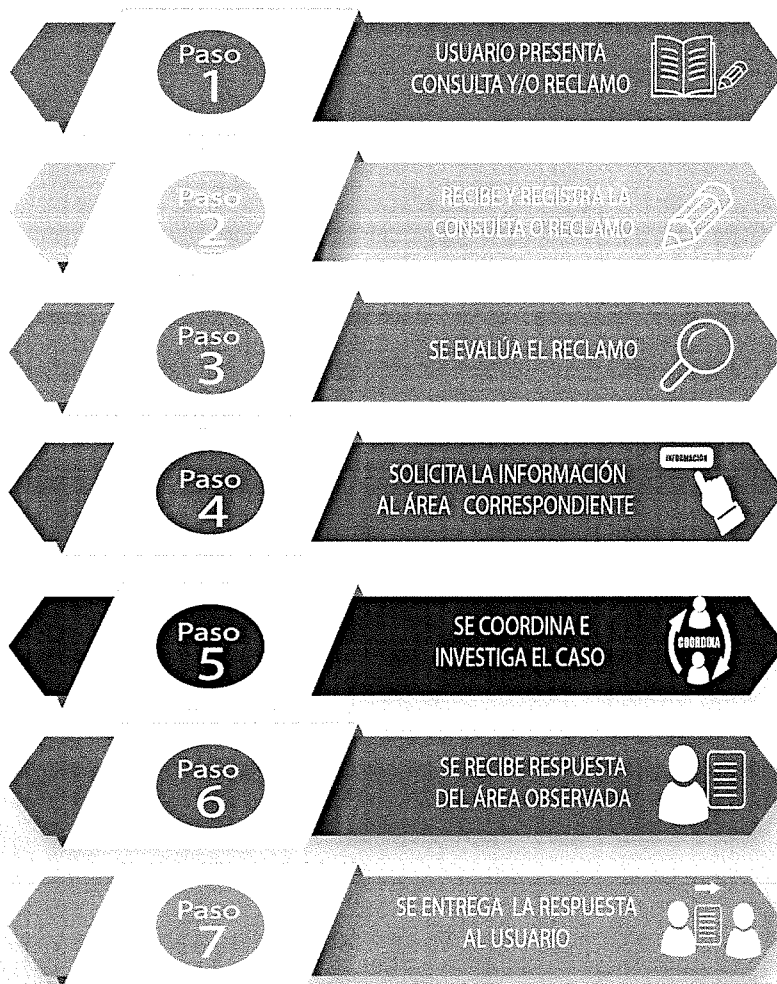 Paso
1
USUARIO PRESENTA
CONSULTA Y/O RECLAMO
Paso
2
RECIBE Y REGISTRA LA
CONSULTA O RECLAMO
Paso
3
SE EVALÚA EL RECLAMO
Paso
4
SOLICITA LA INFORMACIÓN
AL ÁREA CORRESPONDIENTE
INFORMACIÓN
Paso
5
SE COORDINA E
INVESTIGA EL CASO
COORDINA
Paso
6
SE RECIBE RESPUESTA
DEL ÁREA OBSERVADA
Paso
7
SE ENTREGA LA RESPUESTA
AL USUARIO